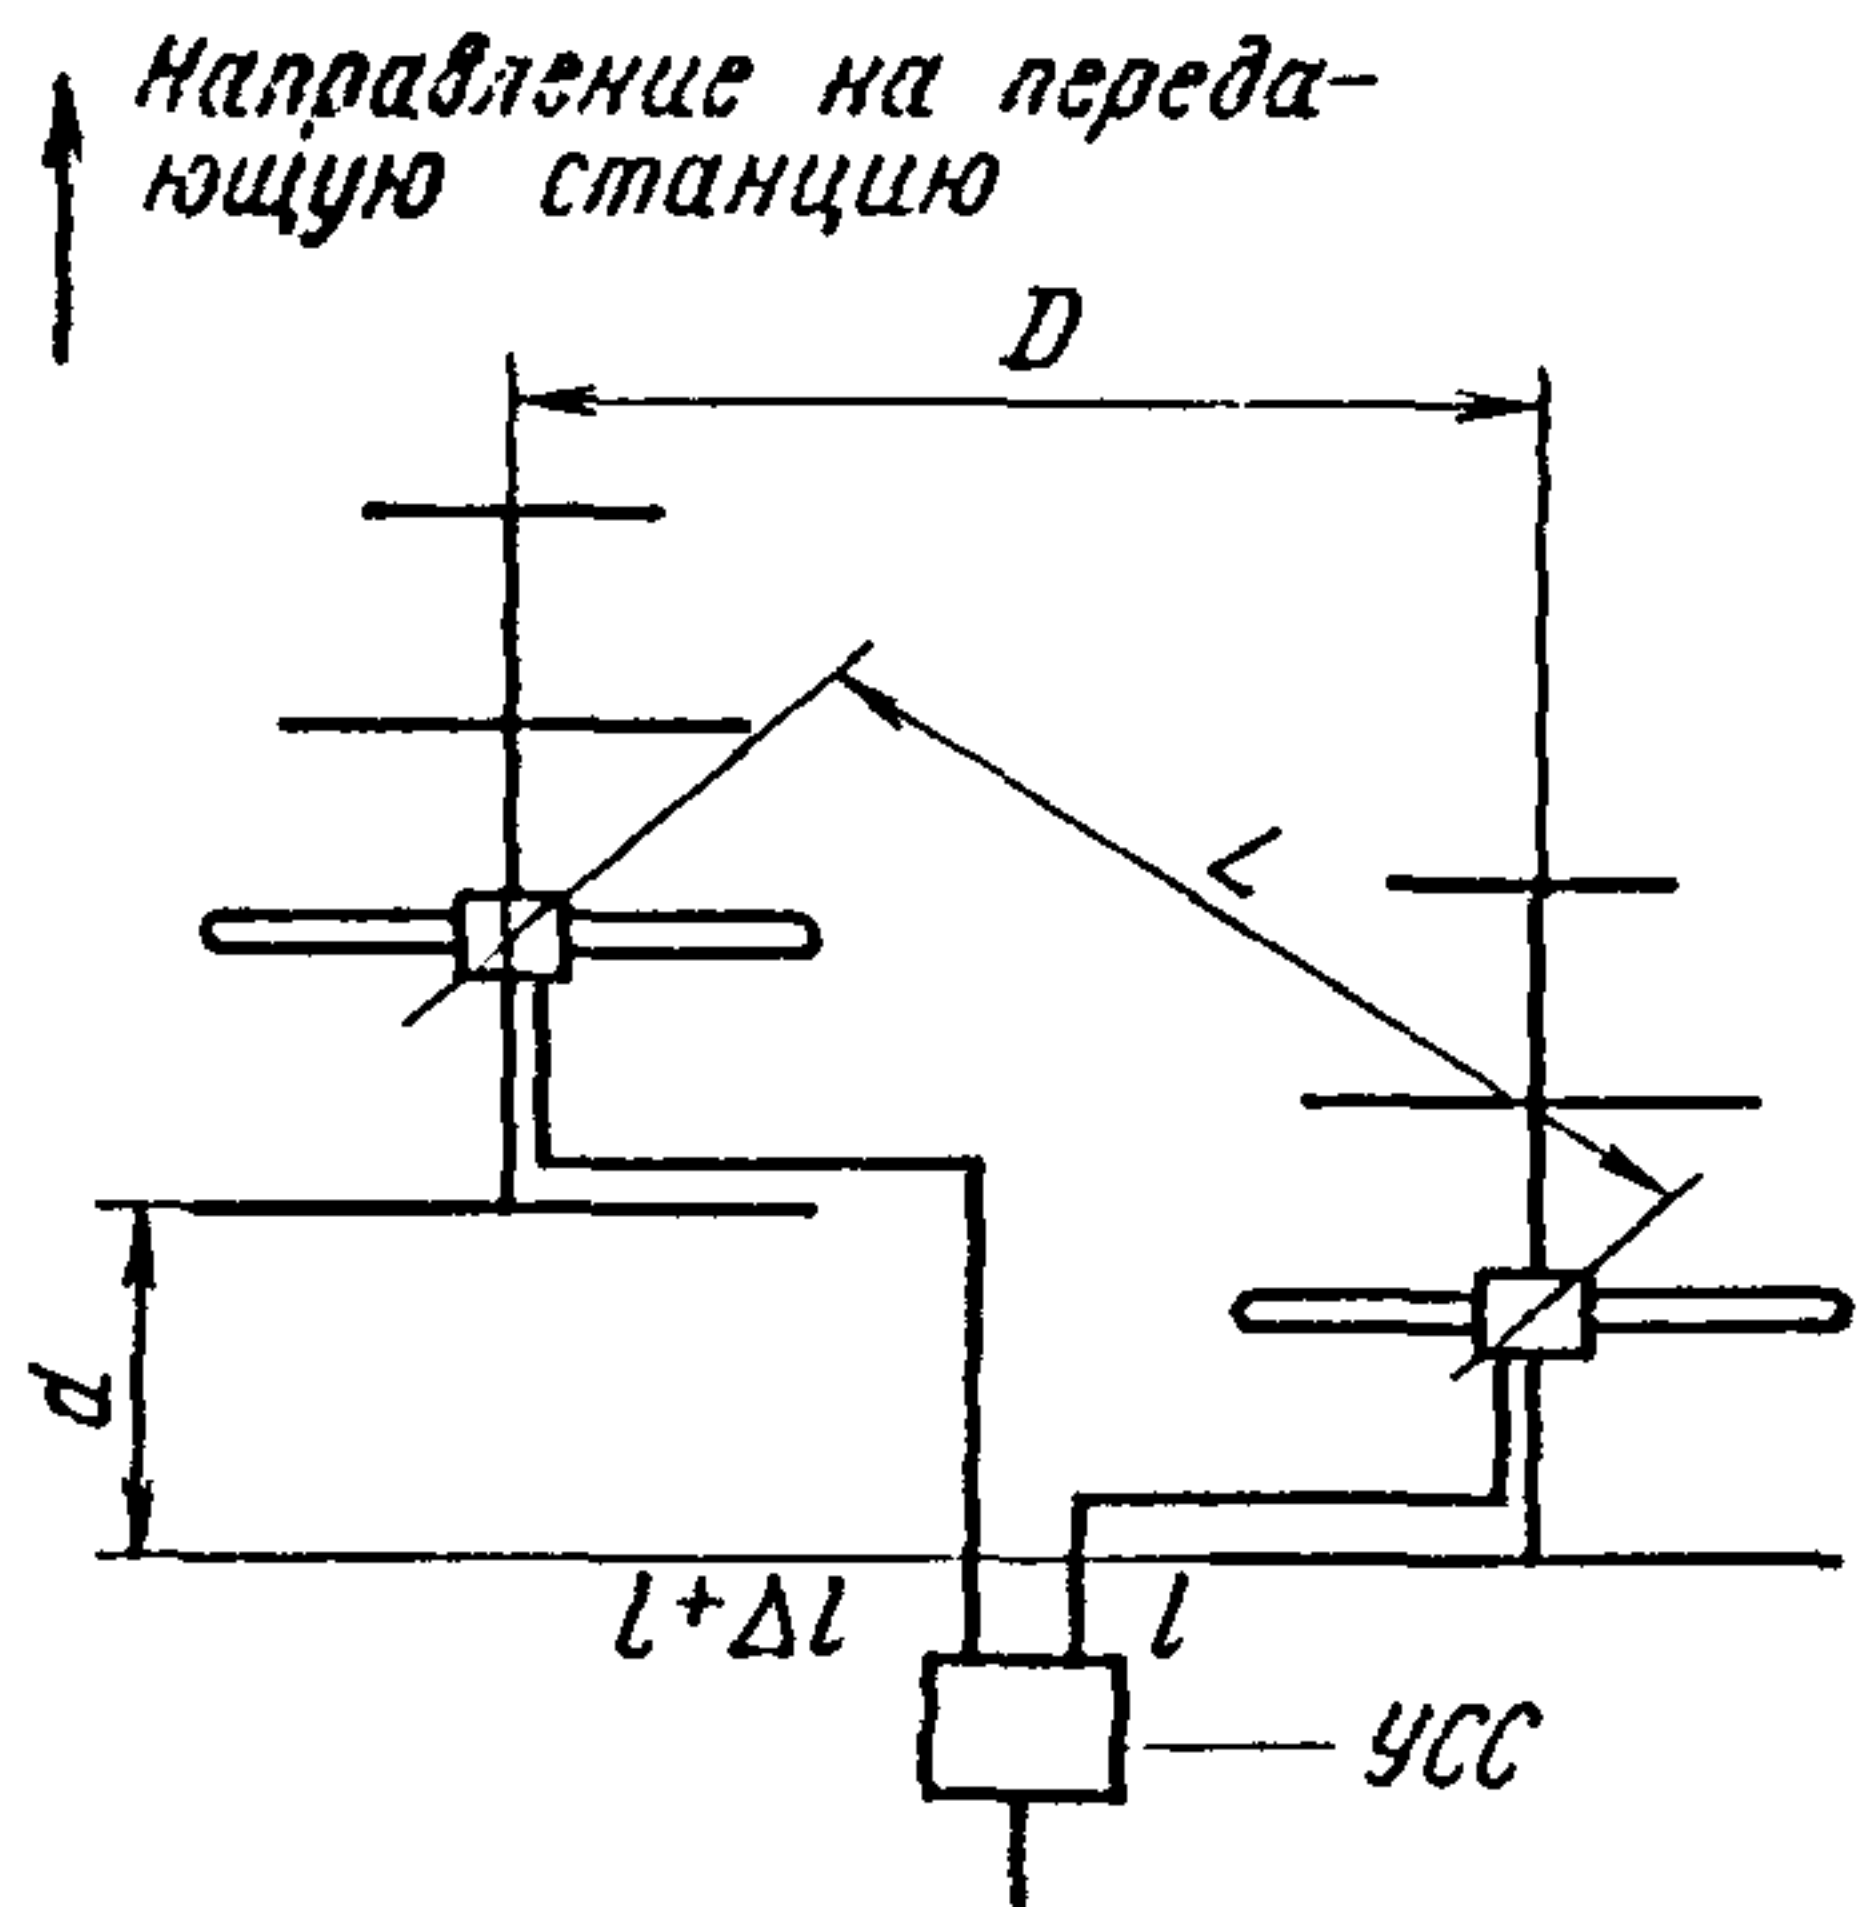 Направление на переда-
ющую станцию
D
L
d
l+Δl
l
УСС